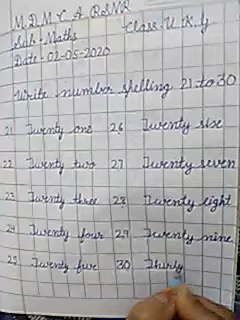 M.D.M.C.A RSNR
Sub - Maths Class - U.K.g
Date - 02-05-2020
Write number spelling 21 to 30
21 Twenty one 26 Twenty six
22 Twenty two 27 Twenty seven
23 Twenty three 28 Twenty eight
24 Twenty four 29 Twenty nine
25 Twenty five 30 Thirty